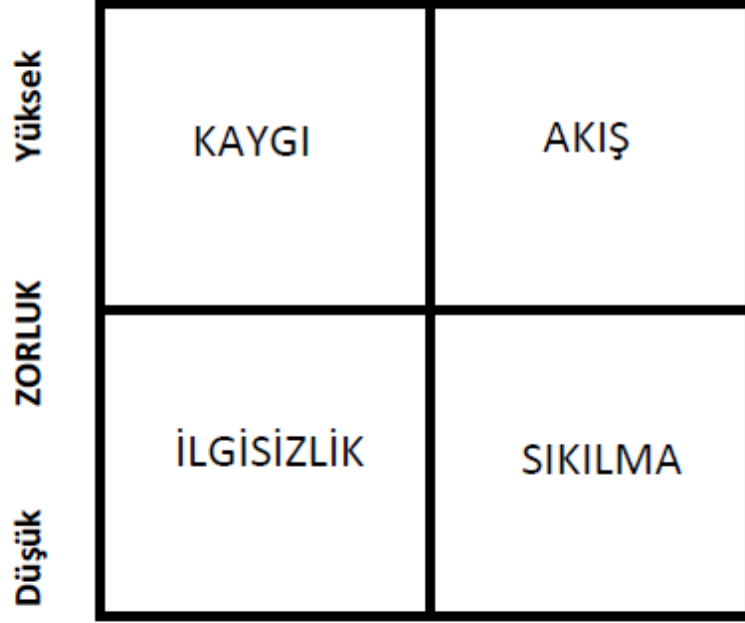 Yüksek
KAYGI
AKIŞ
ZORLUK
İLGİSİZLİK
SIKILMA
Düşük